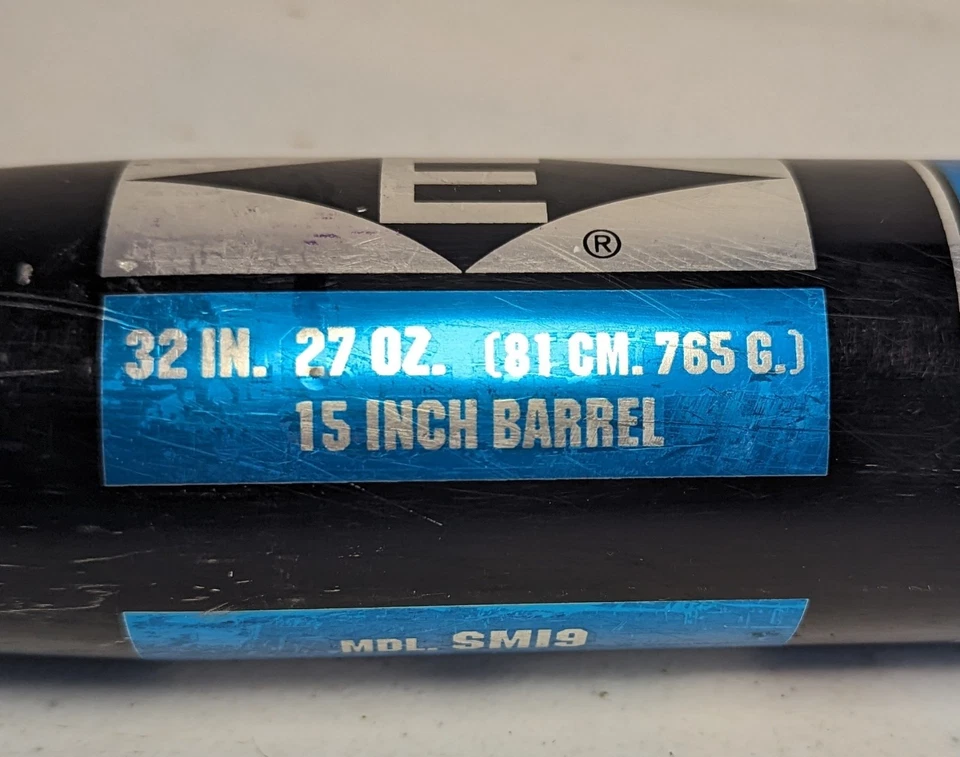 E
®
32 IN. 27 OZ. (81 CM. 765 G.)
15 INCH BARREL
MDL. SM19